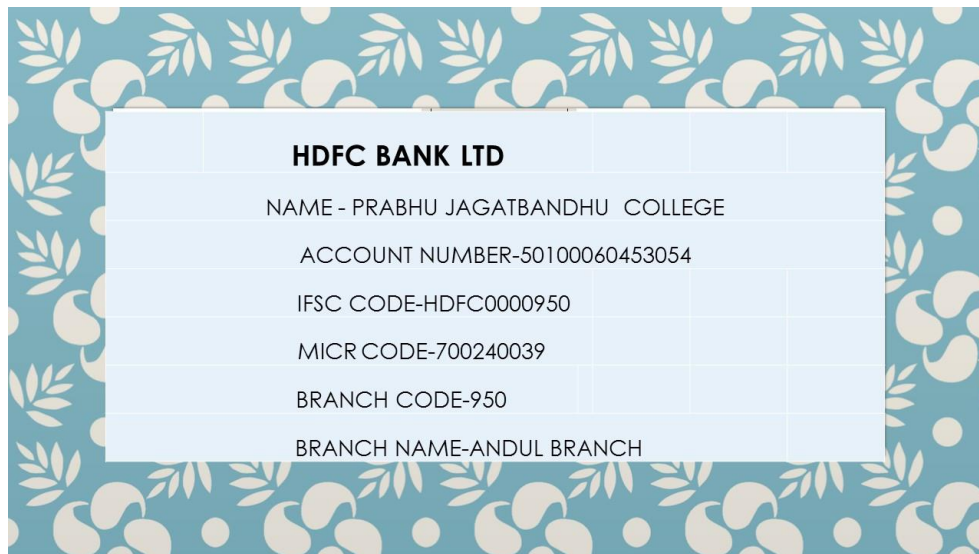 HDFC BANK LTD
NAME - PRABHU JAGATBANDHU COLLEGE
ACCOUNT NUMBER-50100060453054
IFSC CODE-HDFC0000950
MICR CODE-700240039
BRANCH CODE-950
BRANCH NAME-ANDUL BRANCH